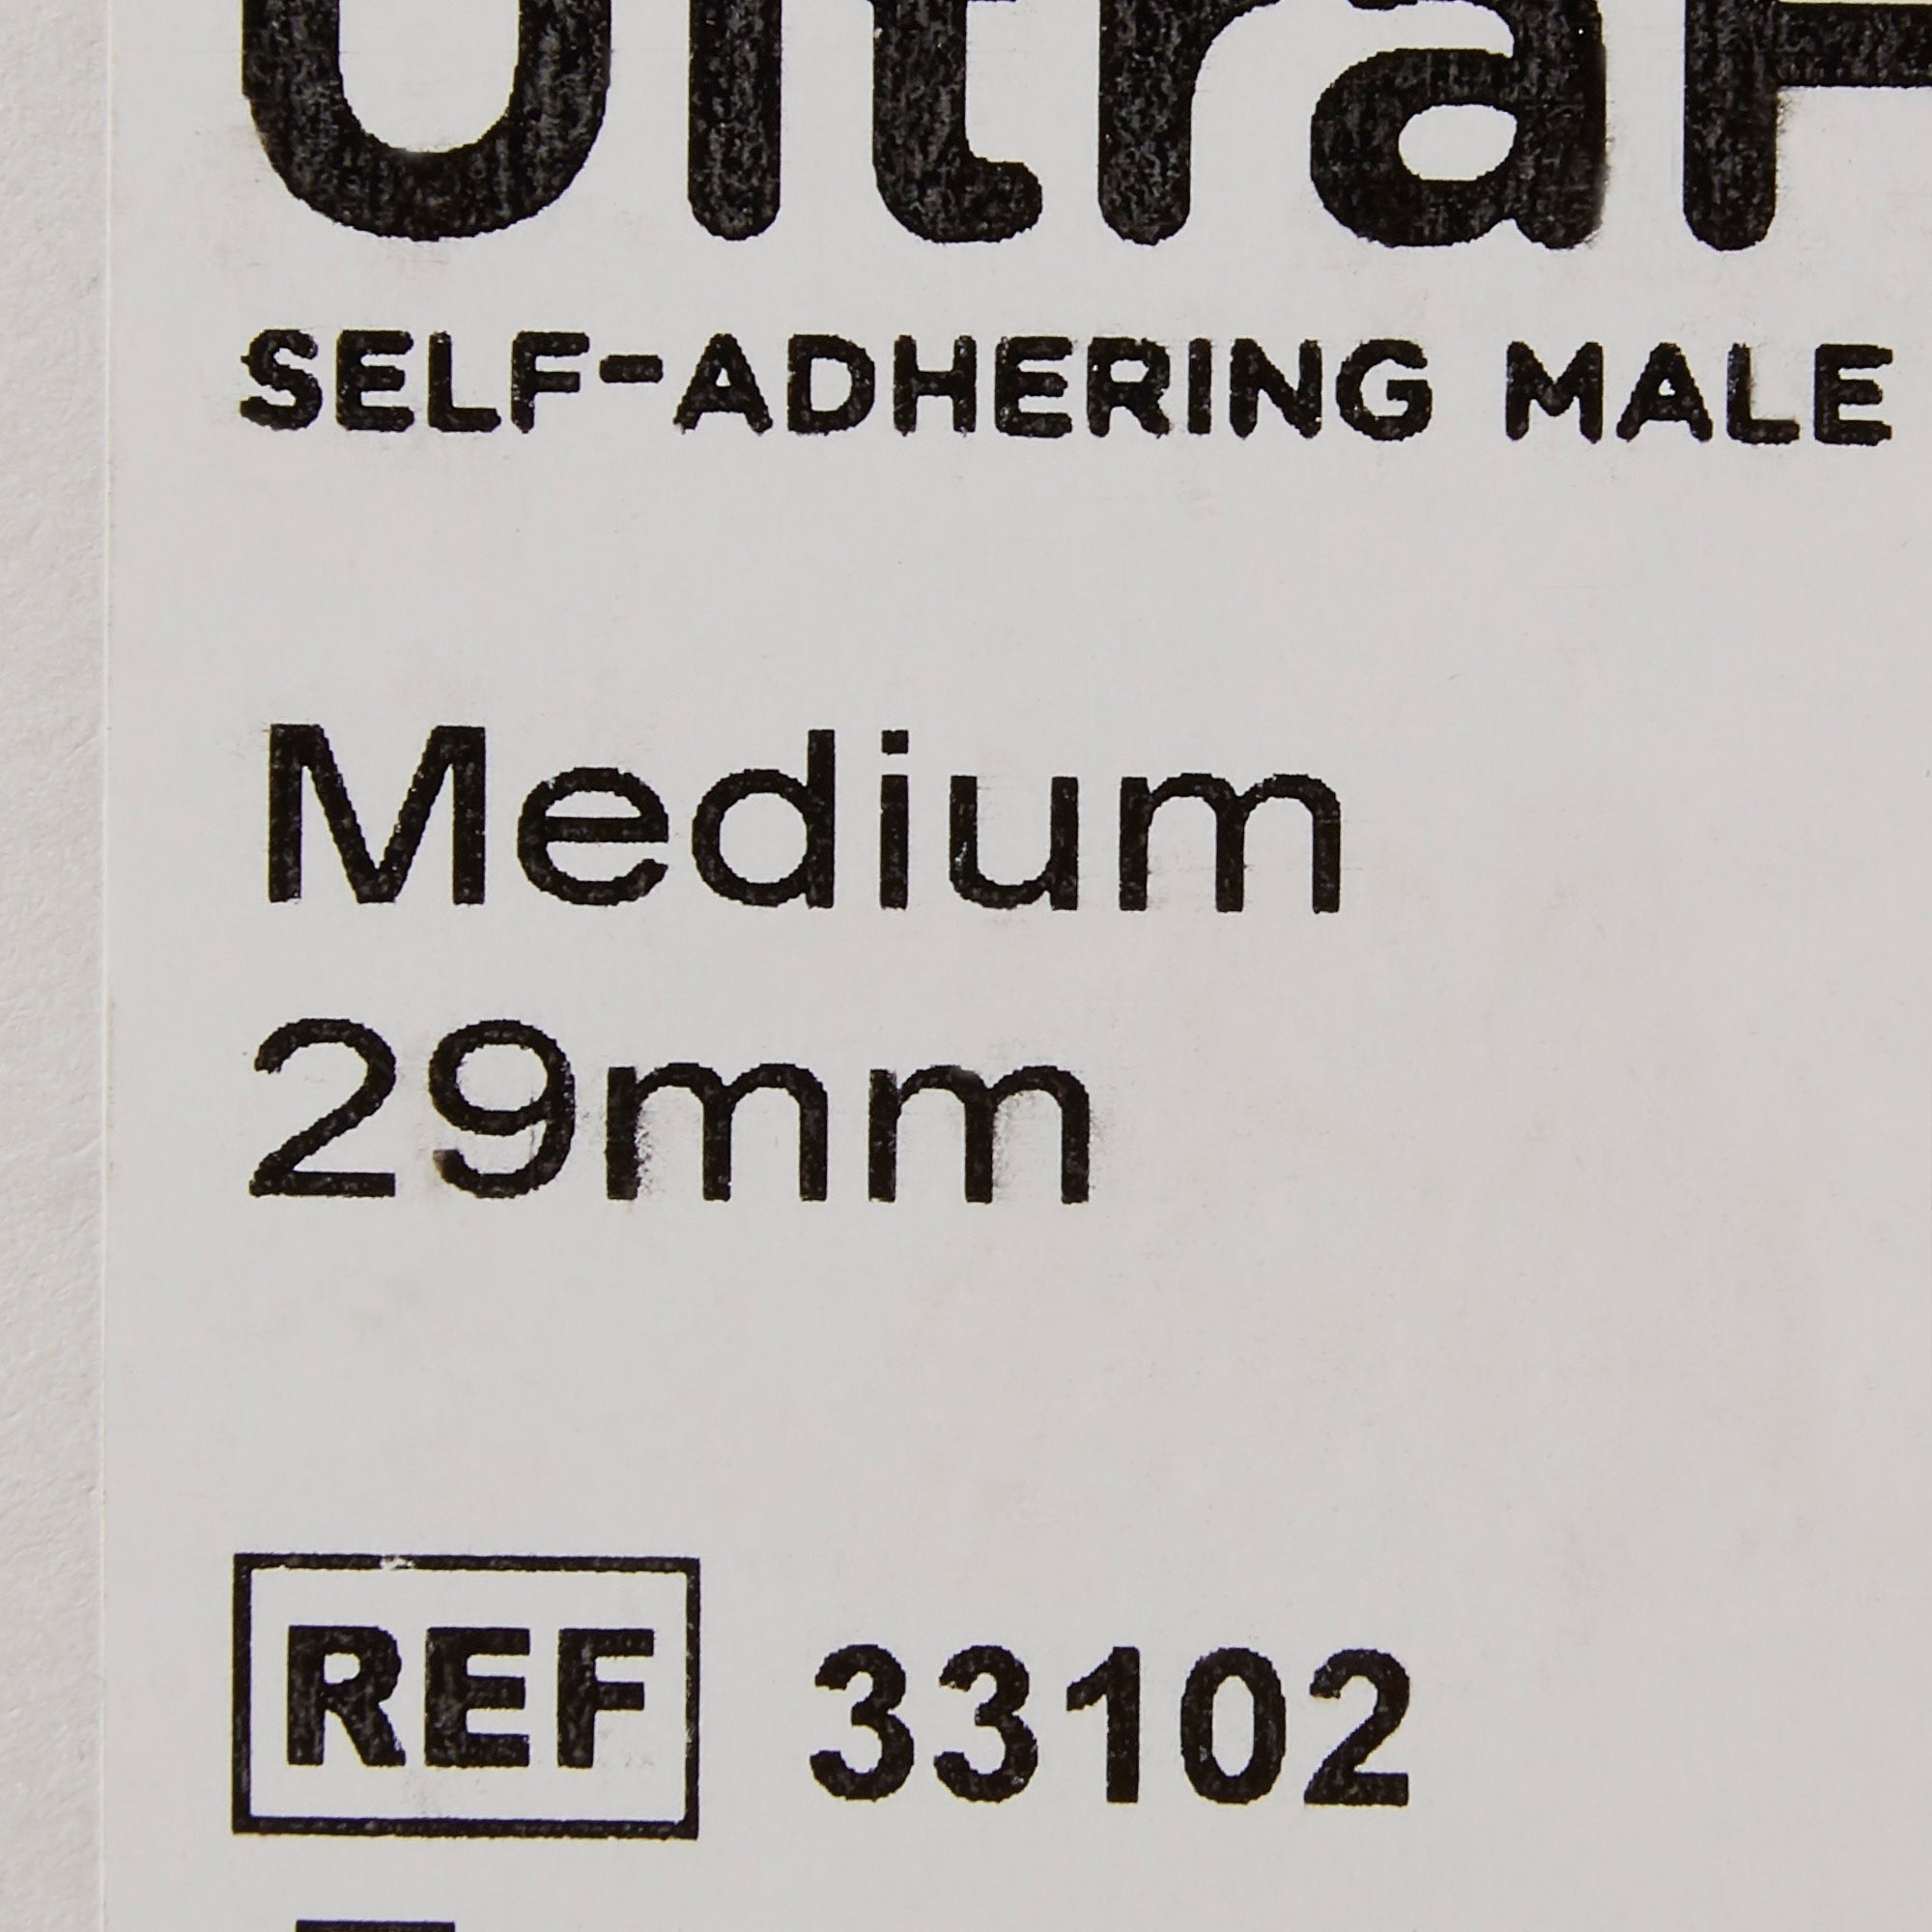 SELF-ADHERING MALE
Medium
29mm
REF 33102